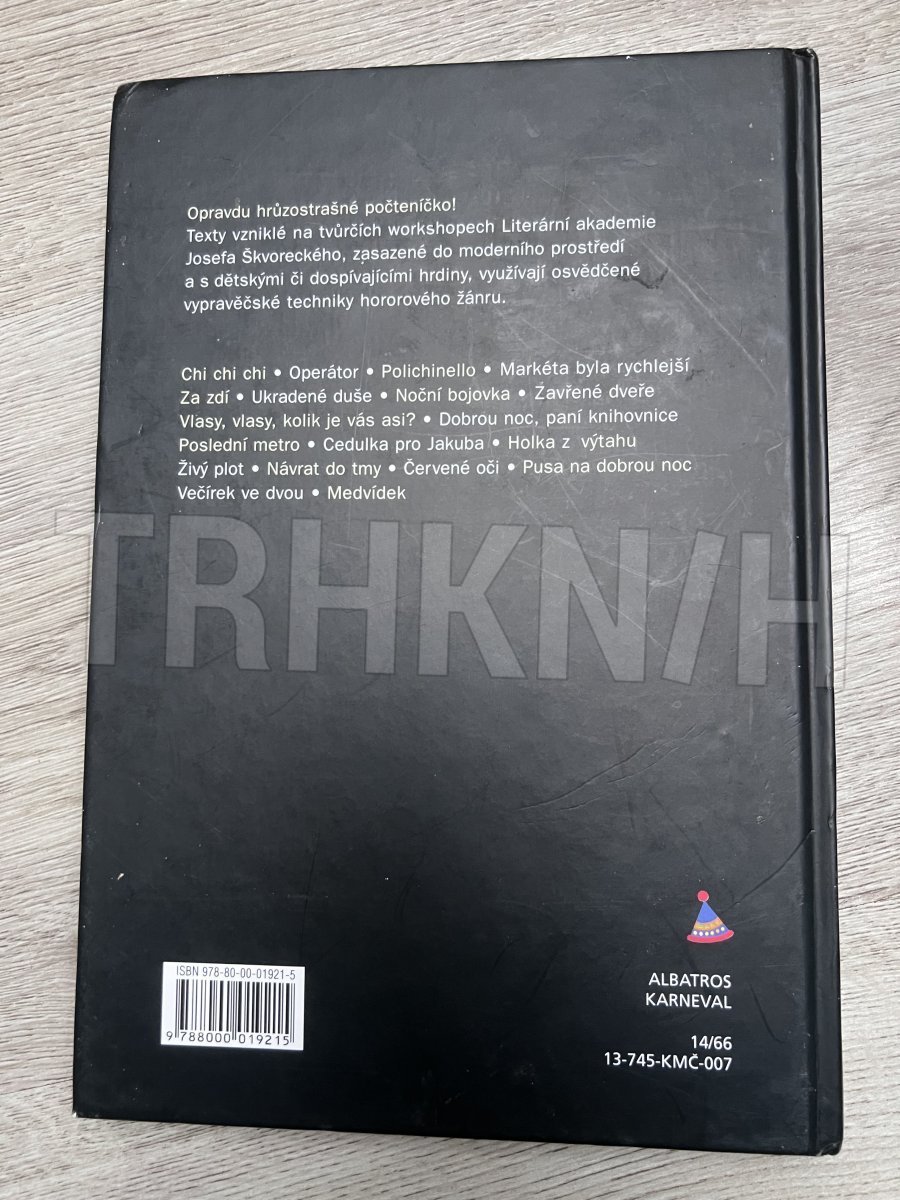 Opravdu hrůzostrašné počteníčko!
Texty vzniklé na tvůrčích workshopech Literární akademie
Josefa Škvoreckého, zasazené do moderního prostředí
a s dětskými či dospívajícími hrdiny, využívají osvědčené
vypravěčské techniky hororového žánru.
Chi chi chi • Operátor • Polichinello • Markéta byla rychlejší
Za zdí • Ukradené duše • Noční bojovka • Zavřené dveře
Vlasy, vlasy, kolik je vás asi? • Dobrou noc, paní knihovnice
Poslední metro • Cedulka pro Jakuba • Holka z výtahu
Živý plot • Návrat do tmy • Červené oči • Pusa na dobrou noc
Večírek ve dvou • Medvídek
TRHKN/H
ISBN 978-80-00-01921-5
9 788000 019215
ALBATROS
KARNEVAL
14/66
13-745-KMČ-007